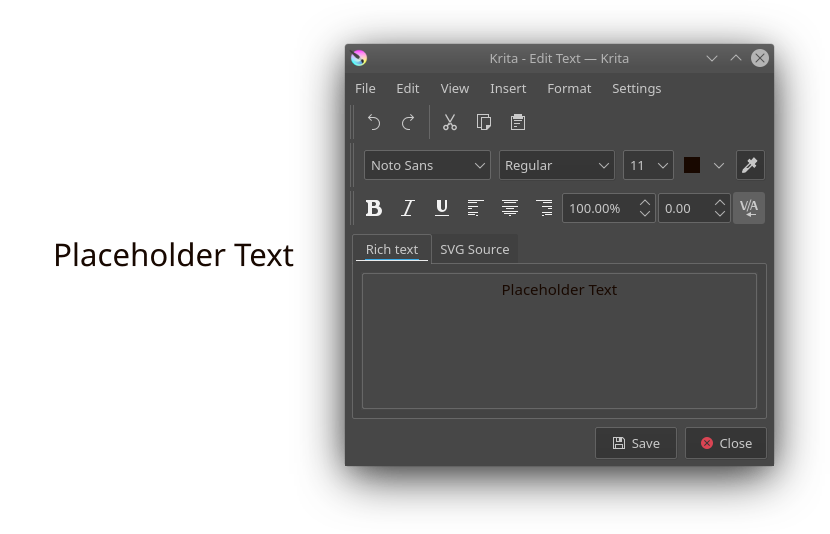 Krita - Edit Text — Krita
File Edit View Insert Format Settings
Noto Sans Regular 11
B I U 100.00% 0.00 V/A
Rich text SVG Source
Placeholder Text
Placeholder Text
Save Close